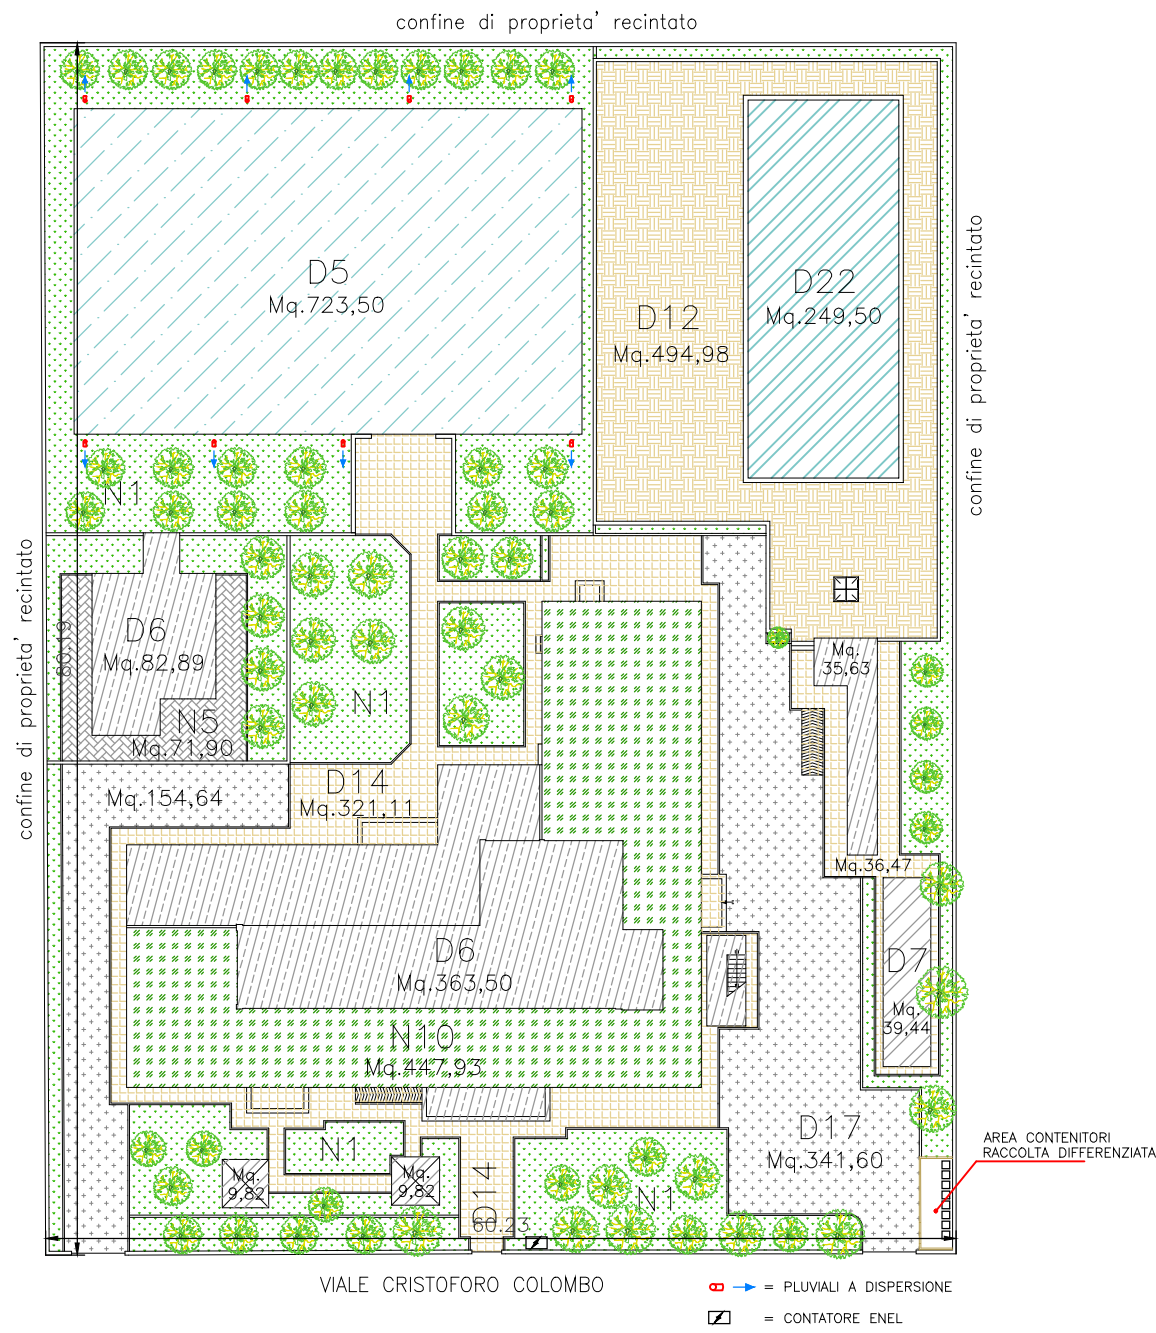 confine di proprieta' recintato
confine di proprieta' recintato
D5
Mq.723,50
D22
Mq.249,50
D12
Mq.494,98
N1
confine di proprieta' recintato
80.19
D6
Mq.82,89
N5
Mq.71,90
N1
Mq.
35,63
Mq.154,64
D14
Mq.321,11
Mq.36,47
D6
Mq.363,50
D7
Mq.
39,44
N10
Mq.447,93
D17
Mq.341,60
AREA CONTENITORI
RACCOLTA DIFFERENZIATA
N1
Mq.
9,82
Mq.
9,82
D14
N1
60.23
VIALE CRISTOFORO COLOMBO
= PLUVIALI A DISPERSIONE
= CONTATORE ENEL